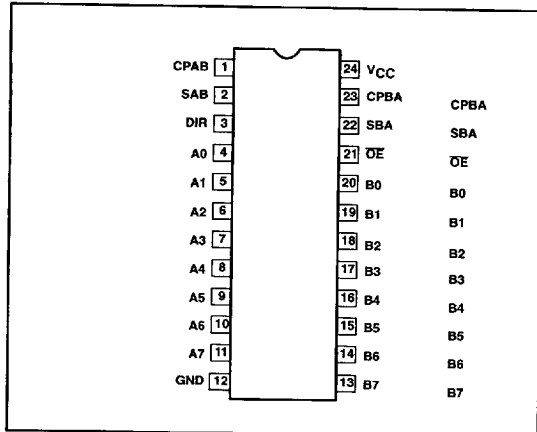 CPAB 1 24 VCC
SAB 2 23 CPBA CPBA
DIR 3 22 SBA SBA
A0 4 21 O̅E̅ O̅E̅
A1 5 20 B0 B0
A2 6 19 B1 B1
A3 7 18 B2 B2
A4 8 17 B3 B3
A5 9 16 B4 B4
A6 10 15 B5 B5
A7 11 14 B6 B6
GND 12 13 B7 B7